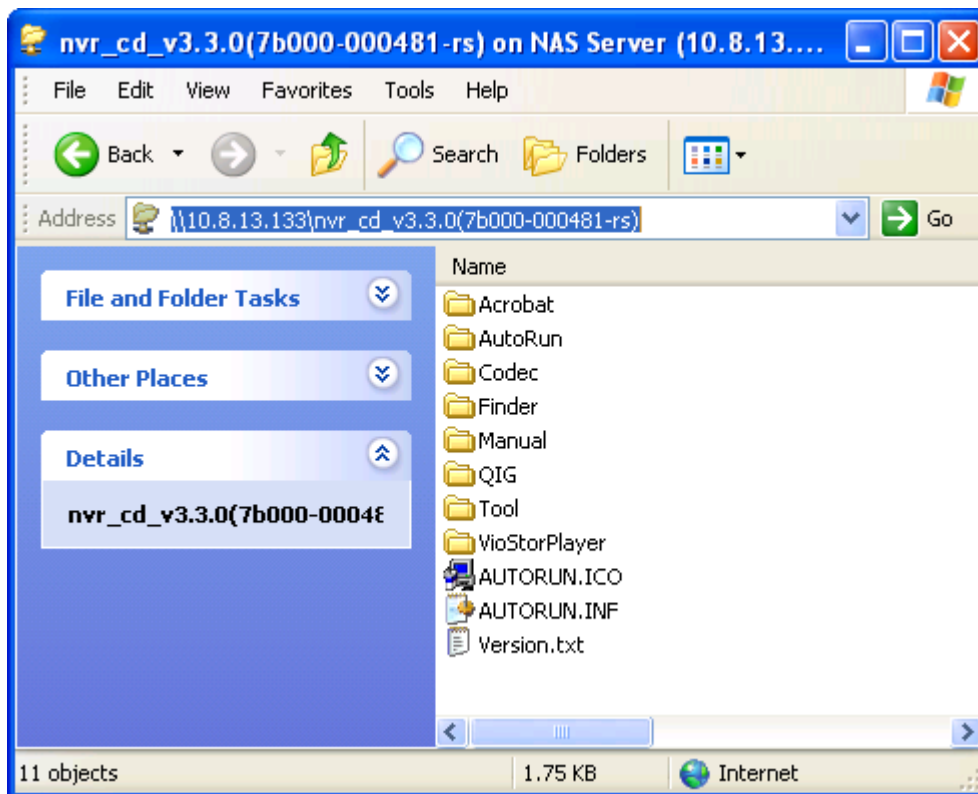 nvr_cd_v3.3.0(7b000-000481-rs) on NAS Server (10.8.13....
File Edit View Favorites Tools Help
Back Search Folders
Address \\10.8.13.133\nvr_cd_v3.3.0(7b000-000481-rs) Go
File and Folder Tasks
Other Places
Details
nvr_cd_v3.3.0(7b000-00048
Name
Acrobat
AutoRun
Codec
Finder
Manual
QIG
Tool
VioStorPlayer
AUTORUN.ICO
AUTORUN.INF
Version.txt
11 objects 1.75 KB Internet